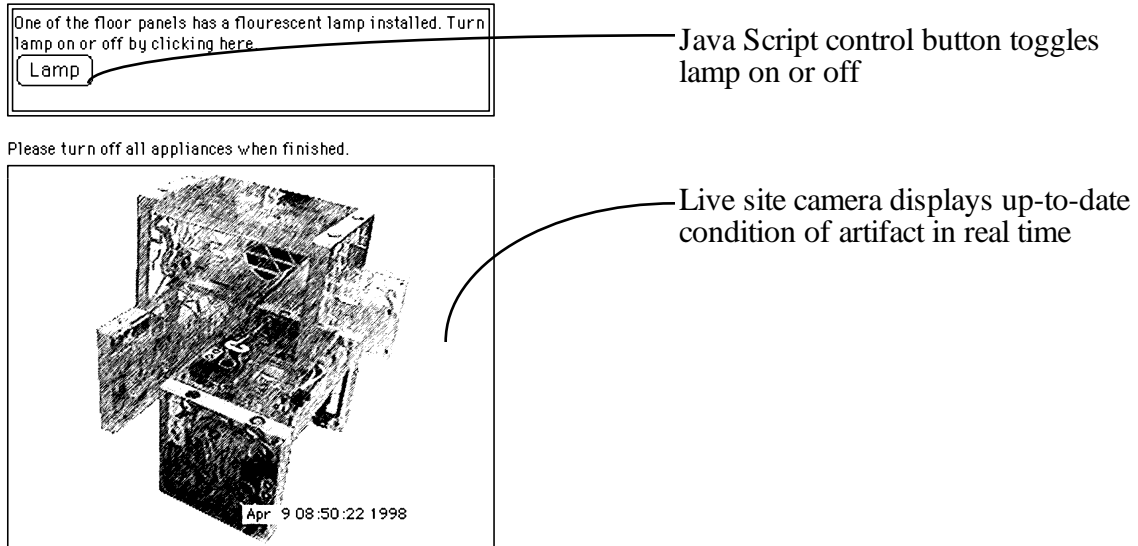 One of the floor panels has a flourescent lamp installed. Turn
lamp on or off by clicking here.
Lamp
Java Script control button toggles
lamp on or off
Please turn off all appliances when finished.
Live site camera displays up-to-date
condition of artifact in real time
Apr 9 08:50:22 1998